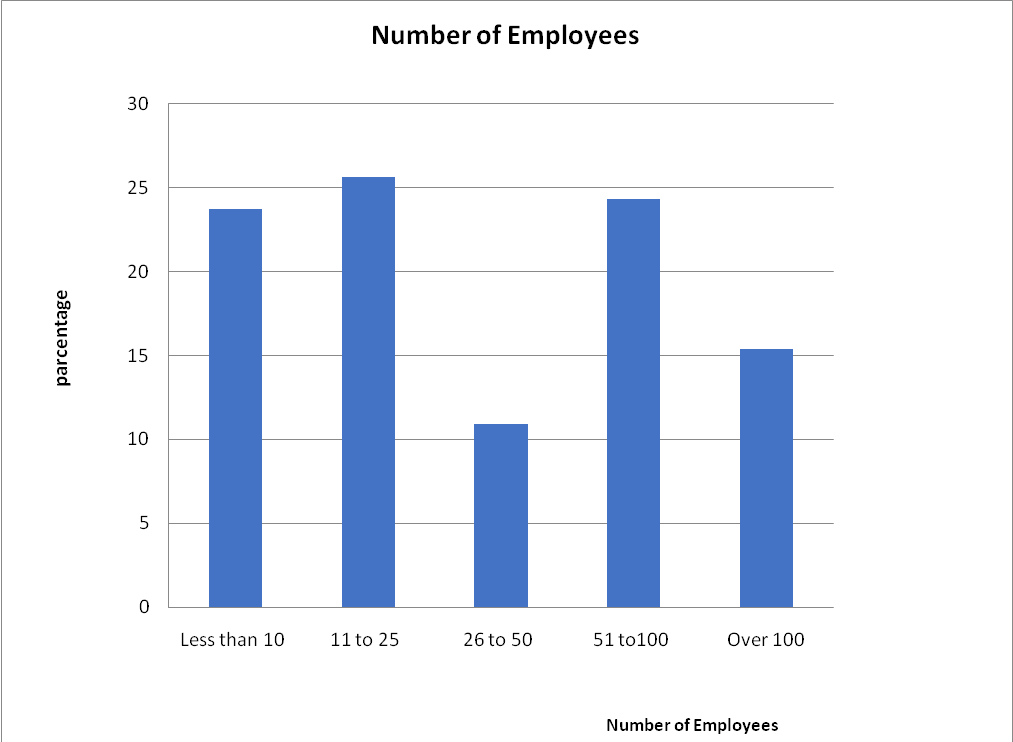 Number of Employees
30
25
20
15
10
5
0
parcentage
Less than 10
11 to 25
26 to 50
51 to100
Over 100
Number of Employees